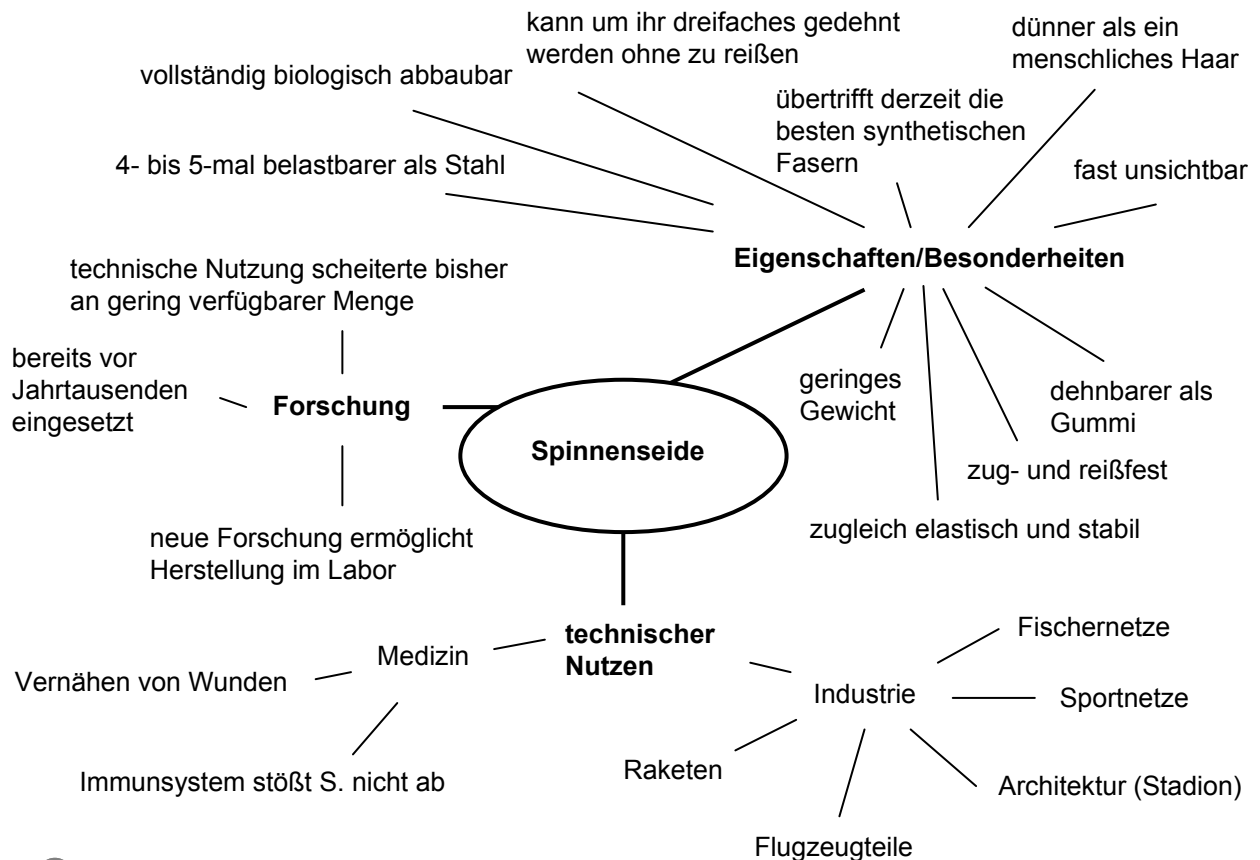 kann um ihr dreifaches gedehnt
werden ohne zu reißen
dünner als ein
menschliches Haar
vollständig biologisch abbaubar
übertrifft derzeit die
besten synthetischen
Fasern
4- bis 5-mal belastbarer als Stahl
fast unsichtbar
Eigenschaften/Besonderheiten
technische Nutzung scheiterte bisher
an gering verfügbarer Menge
bereits vor
Jahrtausenden
eingesetzt
Forschung
geringes
Gewicht
dehnbarer als
Gummi
Spinnenseide
zug- und reißfest
zugleich elastisch und stabil
neue Forschung ermöglicht
Herstellung im Labor
technischer
Nutzen
Medizin
Vernähen von Wunden
Immunsystem stößt S. nicht ab
Industrie
Fischernetze
Sportnetze
Raketen
Architektur (Stadion)
Flugzeugteile